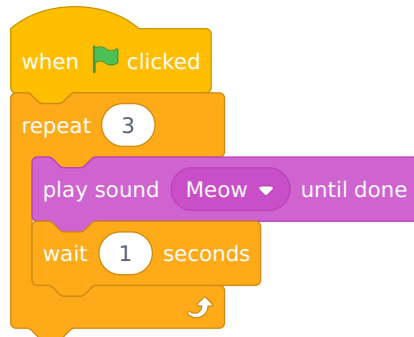 when clicked
repeat 3
play sound Meow until done
wait 1 seconds